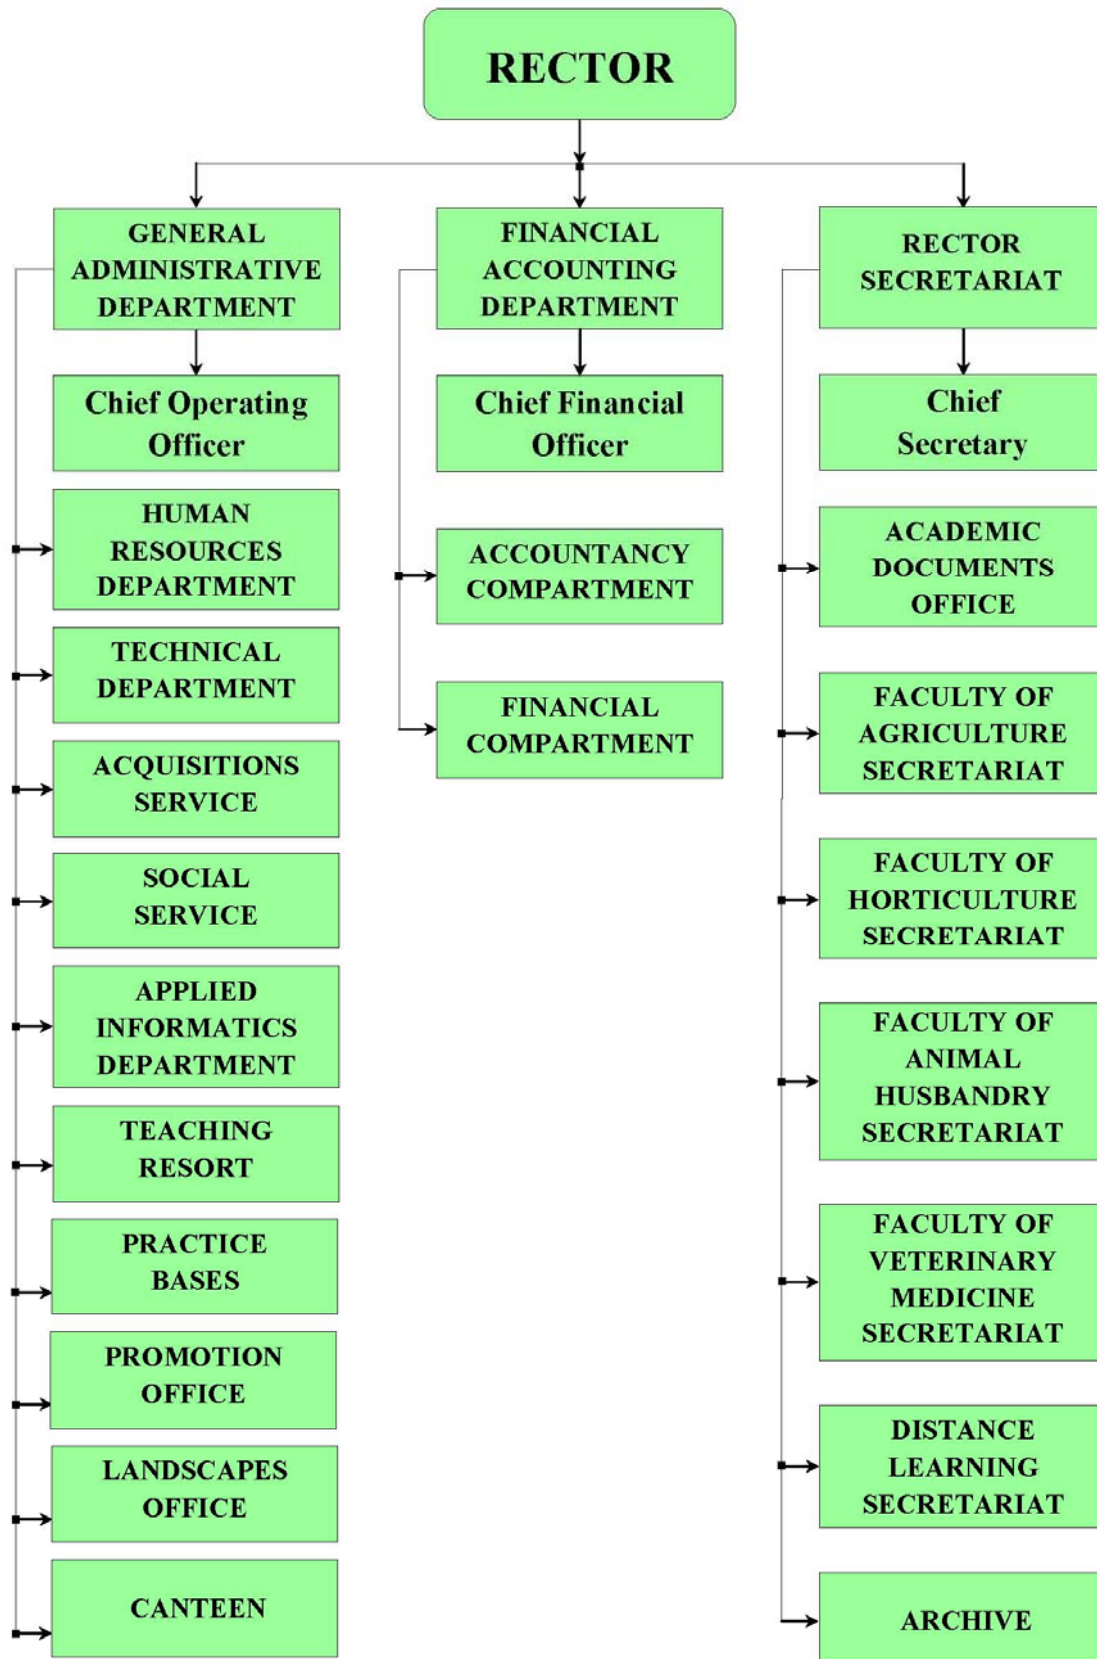 RECTOR
GENERAL
ADMINISTRATIVE
DEPARTMENT
Chief Operating
Officer
HUMAN
RESOURCES
DEPARTMENT
TECHNICAL
DEPARTMENT
ACQUISITIONS
SERVICE
SOCIAL
SERVICE
APPLIED
INFORMATICS
DEPARTMENT
TEACHING
RESORT
PRACTICE
BASES
PROMOTION
OFFICE
LANDSCAPES
OFFICE
CANTEEN
FINANCIAL
ACCOUNTING
DEPARTMENT
Chief Financial
Officer
ACCOUNTANCY
COMPARTMENT
FINANCIAL
COMPARTMENT
RECTOR
SECRETARIAT
Chief
Secretary
ACADEMIC
DOCUMENTS
OFFICE
FACULTY OF
AGRICULTURE
SECRETARIAT
FACULTY OF
HORTICULTURE
SECRETARIAT
FACULTY OF
ANIMAL
HUSBANDRY
SECRETARIAT
FACULTY OF
VETERINARY
MEDICINE
SECRETARIAT
DISTANCE
LEARNING
SECRETARIAT
ARCHIVE